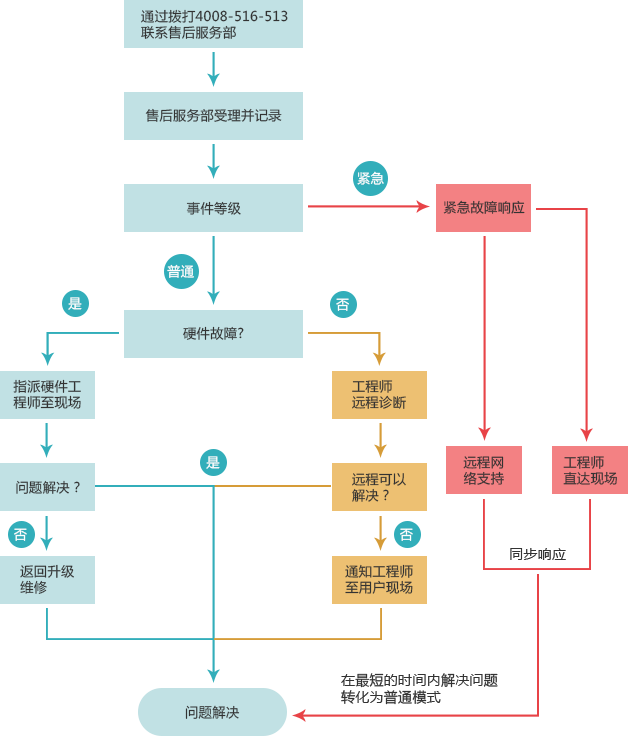 通过拨打4008-516-513
联系售后服务部
售后服务部受理并记录
紧急
事件等级
紧急故障响应
普通
是
否
硬件故障?
指派硬件工
程师至现场
工程师
远程诊断
是
问题解决？
远程可以
解决？
远程网
络支持
工程师
直达现场
否
否
返回升级
维修
通知工程师
至用户现场
同步响应
在最短的时间内解决问题
转化为普通模式
问题解决